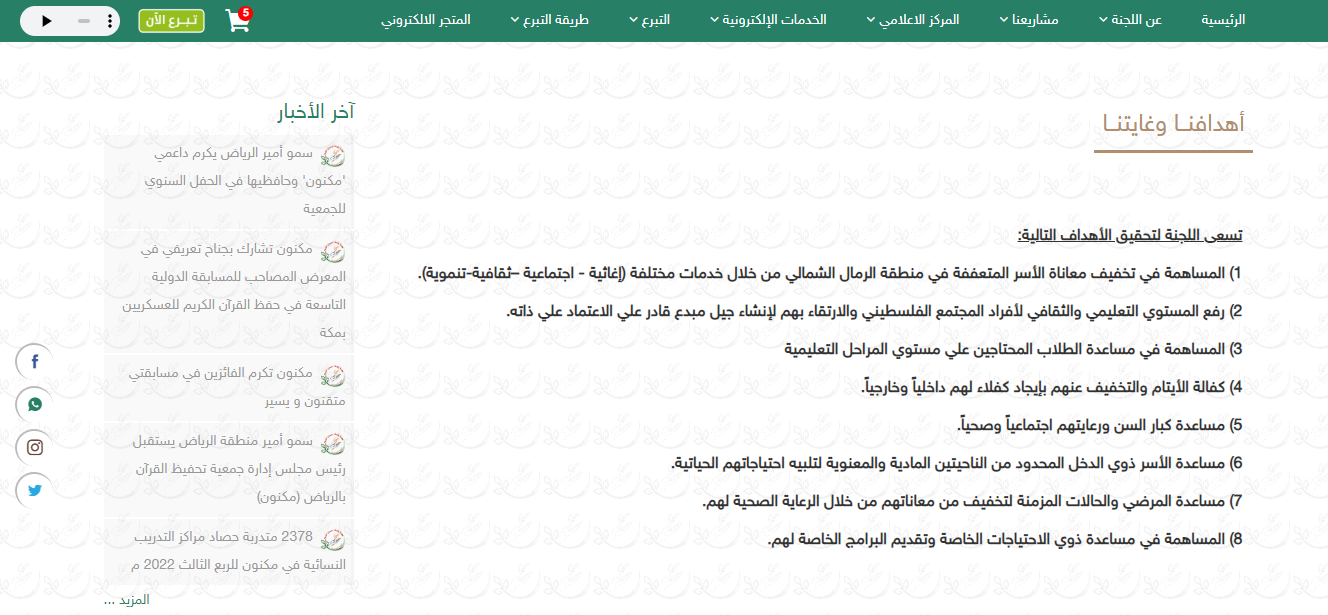 الرئيسية
عن اللجنة
مشاريعنا
المركز الاعلامي
الخدمات الإلكترونية
التبرع
طريقة التبرع
المتجر الالكتروني
5
تبرع الآن
أهدافنـا وغايتنـا
تسعى اللجنة لتحقيق الأهداف التالية:
1) المساهمة في تخفيف معاناة الأسر المتعففة في منطقة الرمال الشمالي من خلال خدمات مختلفة (إغاثية - اجتماعية –ثقافية-تنموية).
2) رفع المستوي التعليمي والثقافي لأفراد المجتمع الفلسطيني والارتقاء بهم لإنشاء جيل مبدع قادر علي الاعتماد علي ذاته.
3) المساهمة في مساعدة الطلاب المحتاجين علي مستوي المراحل التعليمية
4) كفالة الأيتام والتخفيف عنهم بإيجاد كفلاء لهم داخلياً وخارجياً.
5) مساعدة كبار السن ورعايتهم اجتماعياً وصحياً.
6) مساعدة الأسر ذوي الدخل المحدود من الناحيتين المادية والمعنوية لتلبيه احتياجاتهم الحياتية.
7) مساعدة المرضي والحالات المزمنة لتخفيف من معاناتهم من خلال الرعاية الصحية لهم.
8) المساهمة في مساعدة ذوي الاحتياجات الخاصة وتقديم البرامج الخاصة لهم.
آخر الأخبار
سمو أمير الرياض يكرم داعمي
'مكنون' وحافظيها في الحفل السنوي
للجمعية
مكنون تشارك بجناح تعريفي في
المعرض المصاحب للمسابقة الدولية
التاسعة في حفظ القرآن الكريم للعسكريين
بمكة
مكنون تكرم الفائزين في مسابقتي
متقنون و يسير
سمو أمير منطقة الرياض يستقبل
رئيس مجلس إدارة جمعية تحفيظ القرآن
بالرياض (مكنون)
2378 متدربة حصاد مراكز التدريب
النسائية في مكنون للربع الثالث 2022 م
المزيد ...